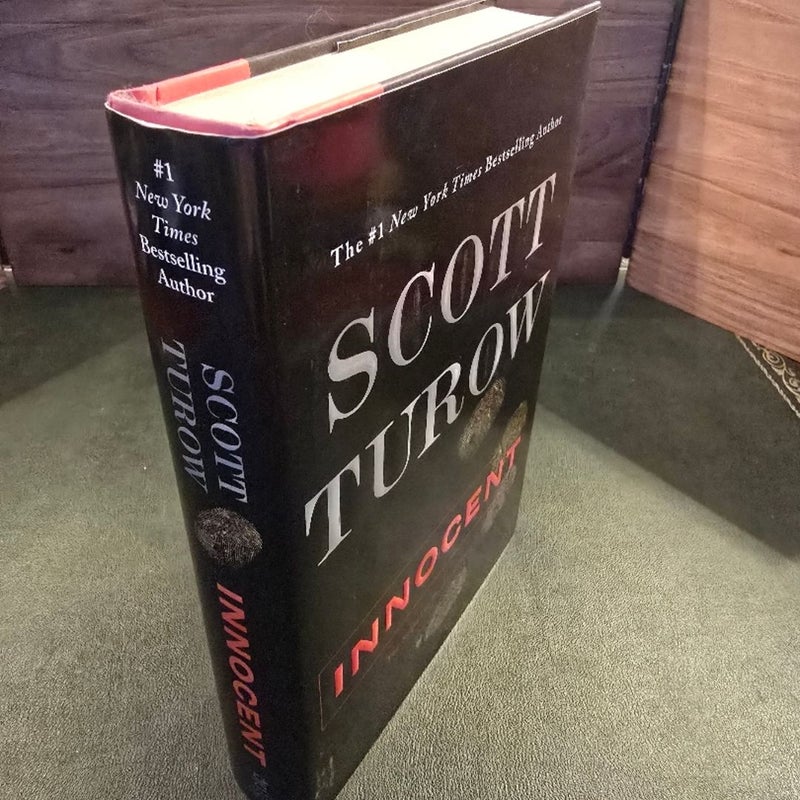 #1
New York
Times
Bestselling
Author
SCOTT
TUROW
INNOCENT
The #1 New York Times Bestselling Author
SCOTT
TUROW
INNOCENT